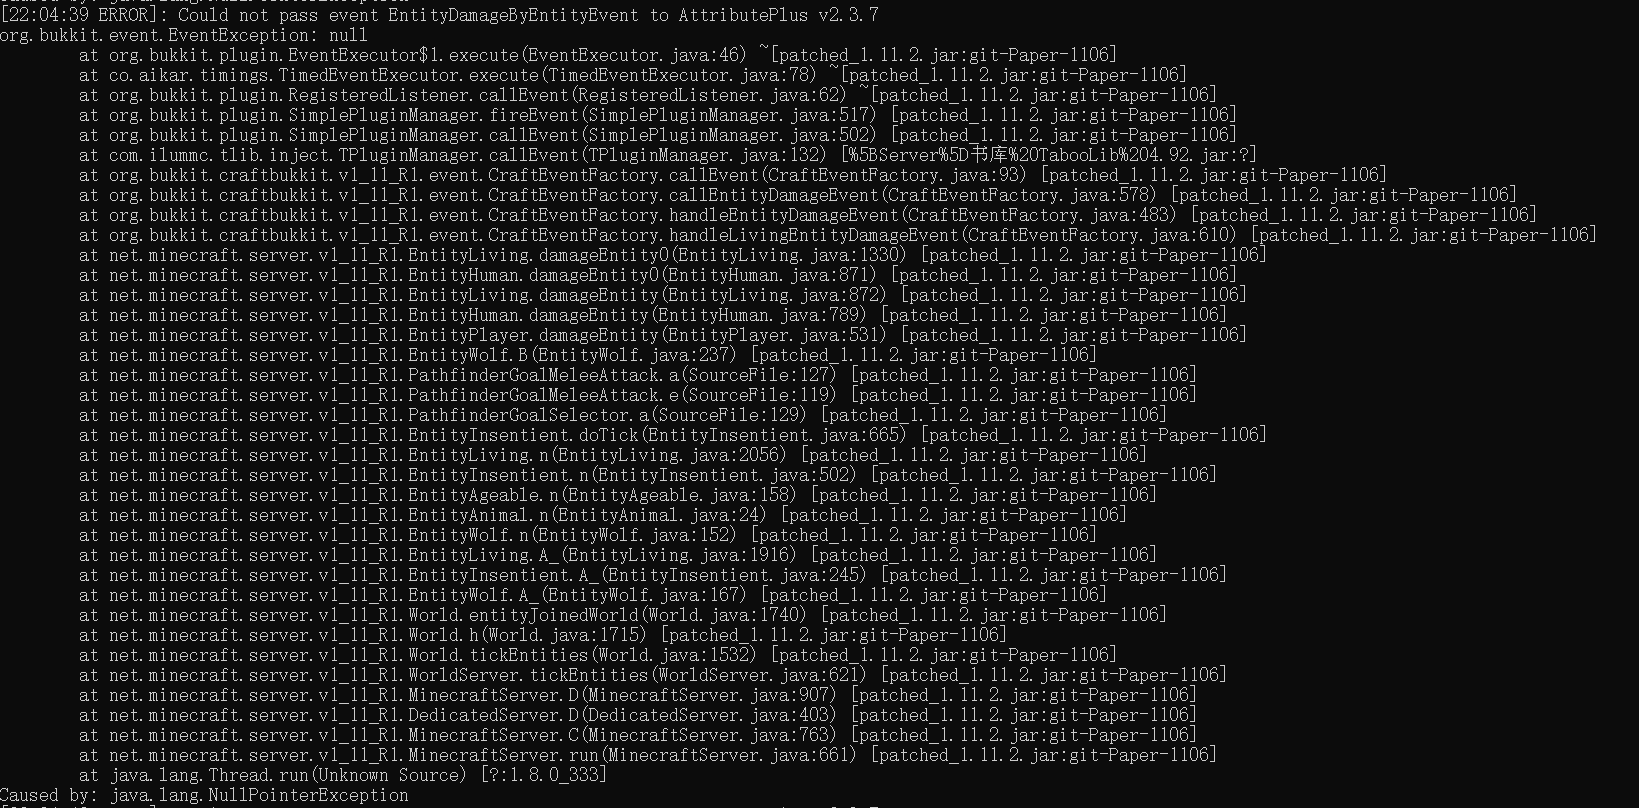 [22:04:39 ERROR]: Could not pass event EntityDamageByEntityEvent to AttributePlus v2.3.7
org.bukkit.event.EventException: null
at org.bukkit.plugin.EventExecutor$1.execute(EventExecutor.java:46) ~[patched_1.11.2.jar:git-Paper-1106]
at co.aikar.timings.TimedEventExecutor.execute(TimedEventExecutor.java:78) ~[patched_1.11.2.jar:git-Paper-1106]
at org.bukkit.plugin.RegisteredListener.callEvent(RegisteredListener.java:62) ~[patched_1.11.2.jar:git-Paper-1106]
at org.bukkit.plugin.SimplePluginManager.fireEvent(SimplePluginManager.java:517) [patched_1.11.2.jar:git-Paper-1106]
at org.bukkit.plugin.SimplePluginManager.callEvent(SimplePluginManager.java:502) [patched_1.11.2.jar:git-Paper-1106]
at com.ilummc.tlib.inject.TPluginManager.callEvent(TPluginManager.java:132) [%5BServer%5D书库%20TabooLib%204.92.jar:?]
at org.bukkit.craftbukkit.v1_11_R1.event.CraftEventFactory.callEvent(CraftEventFactory.java:93) [patched_1.11.2.jar:git-Paper-1106]
at org.bukkit.craftbukkit.v1_11_R1.event.CraftEventFactory.callEntityDamageEvent(CraftEventFactory.java:578) [patched_1.11.2.jar:git-Paper-1106]
at org.bukkit.craftbukkit.v1_11_R1.event.CraftEventFactory.handleEntityDamageEvent(CraftEventFactory.java:483) [patched_1.11.2.jar:git-Paper-1106]
at org.bukkit.craftbukkit.v1_11_R1.event.CraftEventFactory.handleLivingEntityDamageEvent(CraftEventFactory.java:610) [patched_1.11.2.jar:git-Paper-1106]
at net.minecraft.server.v1_11_R1.EntityLiving.damageEntity0(EntityLiving.java:1330) [patched_1.11.2.jar:git-Paper-1106]
at net.minecraft.server.v1_11_R1.EntityHuman.damageEntity0(EntityHuman.java:871) [patched_1.11.2.jar:git-Paper-1106]
at net.minecraft.server.v1_11_R1.EntityLiving.damageEntity(EntityLiving.java:872) [patched_1.11.2.jar:git-Paper-1106]
at net.minecraft.server.v1_11_R1.EntityHuman.damageEntity(EntityHuman.java:789) [patched_1.11.2.jar:git-Paper-1106]
at net.minecraft.server.v1_11_R1.EntityPlayer.damageEntity(EntityPlayer.java:531) [patched_1.11.2.jar:git-Paper-1106]
at net.minecraft.server.v1_11_R1.EntityWolf.B(EntityWolf.java:237) [patched_1.11.2.jar:git-Paper-1106]
at net.minecraft.server.v1_11_R1.PathfinderGoalMeleeAttack.a(SourceFile:127) [patched_1.11.2.jar:git-Paper-1106]
at net.minecraft.server.v1_11_R1.PathfinderGoalMeleeAttack.e(SourceFile:119) [patched_1.11.2.jar:git-Paper-1106]
at net.minecraft.server.v1_11_R1.PathfinderGoalSelector.a(SourceFile:129) [patched_1.11.2.jar:git-Paper-1106]
at net.minecraft.server.v1_11_R1.EntityInsentient.doTick(EntityInsentient.java:665) [patched_1.11.2.jar:git-Paper-1106]
at net.minecraft.server.v1_11_R1.EntityLiving.n(EntityLiving.java:2056) [patched_1.11.2.jar:git-Paper-1106]
at net.minecraft.server.v1_11_R1.EntityInsentient.n(EntityInsentient.java:502) [patched_1.11.2.jar:git-Paper-1106]
at net.minecraft.server.v1_11_R1.EntityAgeable.n(EntityAgeable.java:158) [patched_1.11.2.jar:git-Paper-1106]
at net.minecraft.server.v1_11_R1.EntityAnimal.n(EntityAnimal.java:24) [patched_1.11.2.jar:git-Paper-1106]
at net.minecraft.server.v1_11_R1.EntityWolf.n(EntityWolf.java:152) [patched_1.11.2.jar:git-Paper-1106]
at net.minecraft.server.v1_11_R1.EntityLiving.A_(EntityLiving.java:1916) [patched_1.11.2.jar:git-Paper-1106]
at net.minecraft.server.v1_11_R1.EntityInsentient.A_(EntityInsentient.java:245) [patched_1.11.2.jar:git-Paper-1106]
at net.minecraft.server.v1_11_R1.EntityWolf.A_(EntityWolf.java:167) [patched_1.11.2.jar:git-Paper-1106]
at net.minecraft.server.v1_11_R1.World.entityJoinedWorld(World.java:1740) [patched_1.11.2.jar:git-Paper-1106]
at net.minecraft.server.v1_11_R1.World.h(World.java:1715) [patched_1.11.2.jar:git-Paper-1106]
at net.minecraft.server.v1_11_R1.World.tickEntities(World.java:1532) [patched_1.11.2.jar:git-Paper-1106]
at net.minecraft.server.v1_11_R1.WorldServer.tickEntities(WorldServer.java:621) [patched_1.11.2.jar:git-Paper-1106]
at net.minecraft.server.v1_11_R1.MinecraftServer.D(MinecraftServer.java:907) [patched_1.11.2.jar:git-Paper-1106]
at net.minecraft.server.v1_11_R1.DedicatedServer.D(DedicatedServer.java:403) [patched_1.11.2.jar:git-Paper-1106]
at net.minecraft.server.v1_11_R1.MinecraftServer.C(MinecraftServer.java:763) [patched_1.11.2.jar:git-Paper-1106]
at net.minecraft.server.v1_11_R1.MinecraftServer.run(MinecraftServer.java:661) [patched_1.11.2.jar:git-Paper-1106]
at java.lang.Thread.run(Unknown Source) [?:1.8.0_333]
Caused by: java.lang.NullPointerException